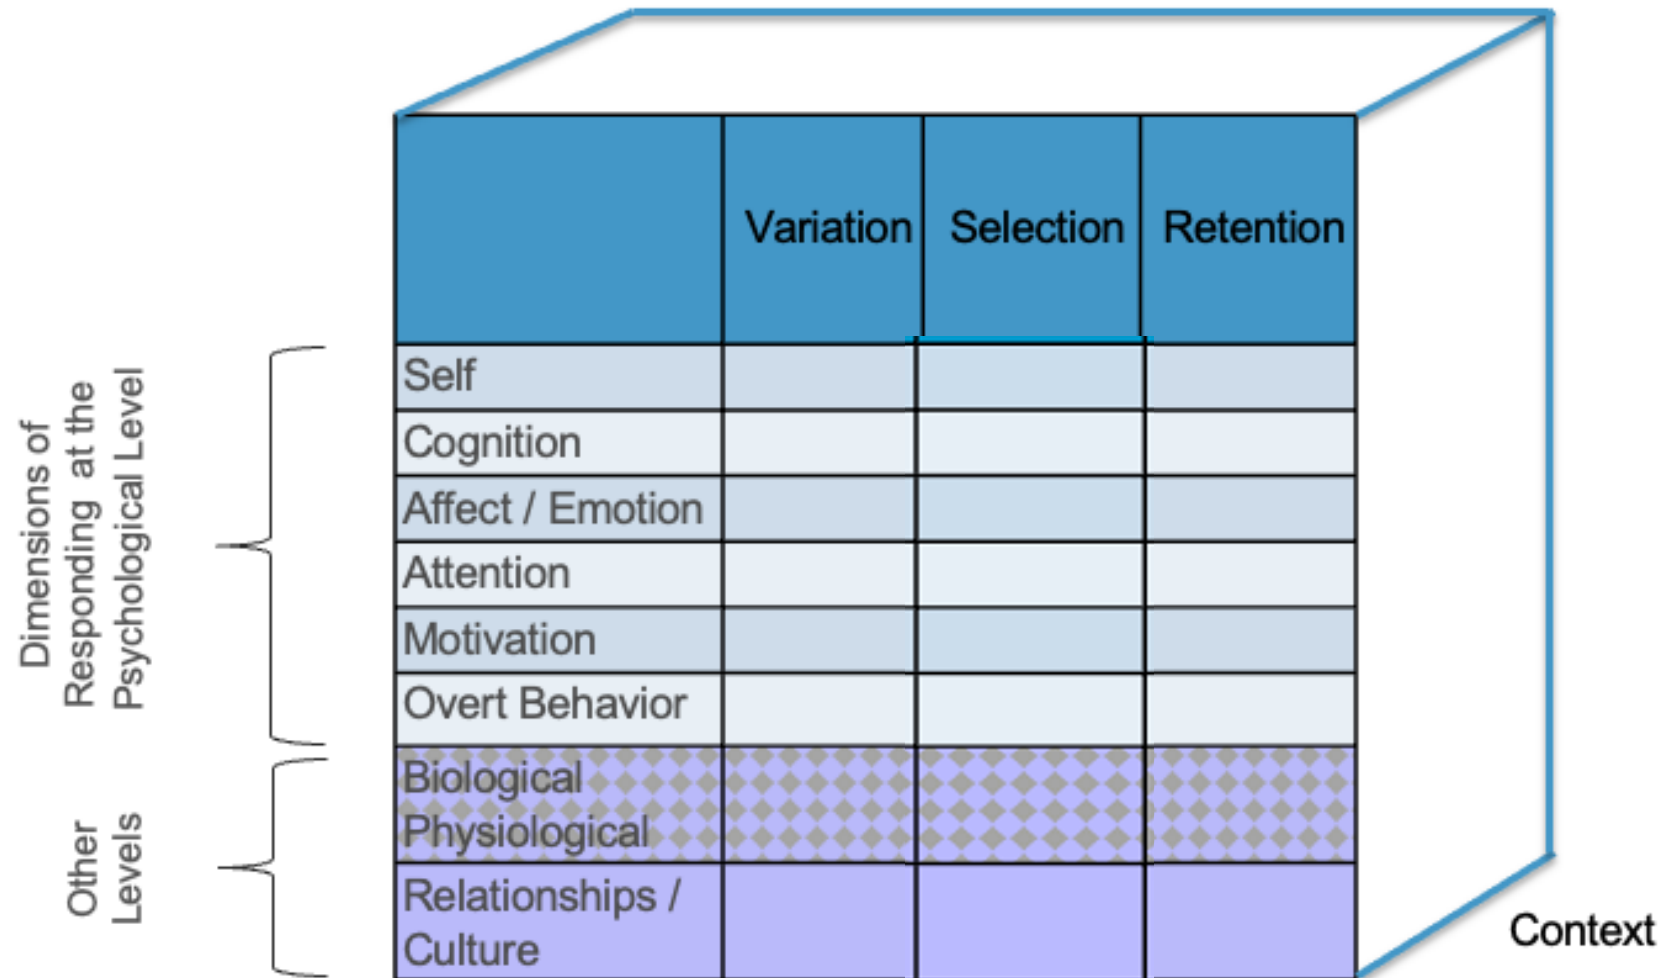 Variation
Selection
Retention
Dimensions of
Responding at the
Psychological Level
Self
Cognition
Affect / Emotion
Attention
Motivation
Overt Behavior
Other
Levels
Biological
Physiological
Relationships /
Culture
Context